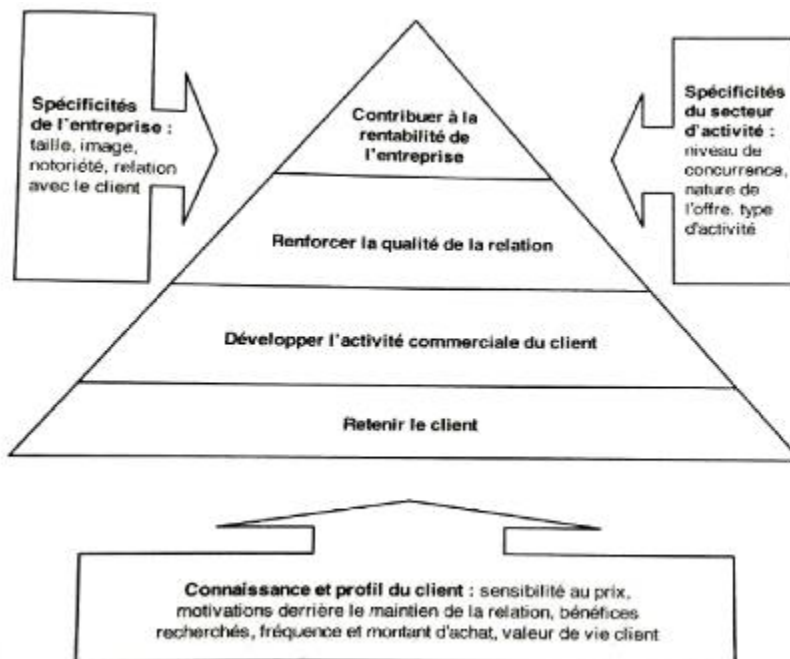 Spécificités
de l'entreprise :
taille, image,
notoriété, relation
avec le client
Contribuer à la
rentabilité de
l'entreprise
Spécificités
du secteur
d'activité :
niveau de
concurrence,
nature de
l'offre, type
d'activité
Renforcer la qualité de la relation
Développer l'activité commerciale du client
Retenir le client
Connaissance et profil du client : sensibilité au prix,
motivations derrière le maintien de la relation, bénéfices
recherchés, fréquence et montant d'achat, valeur de vie client